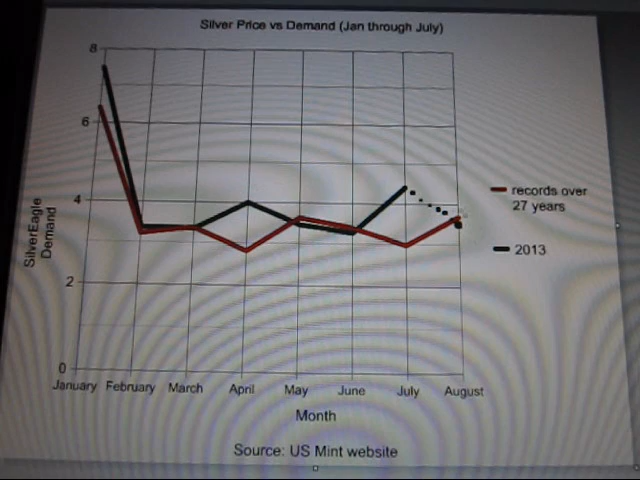 Silver Price vs Demand (Jan through July)
8
6
4
2
0
SilverEagle
Demand
January February March April May June July August
Month
records over
27 years
2013
Source: US Mint website